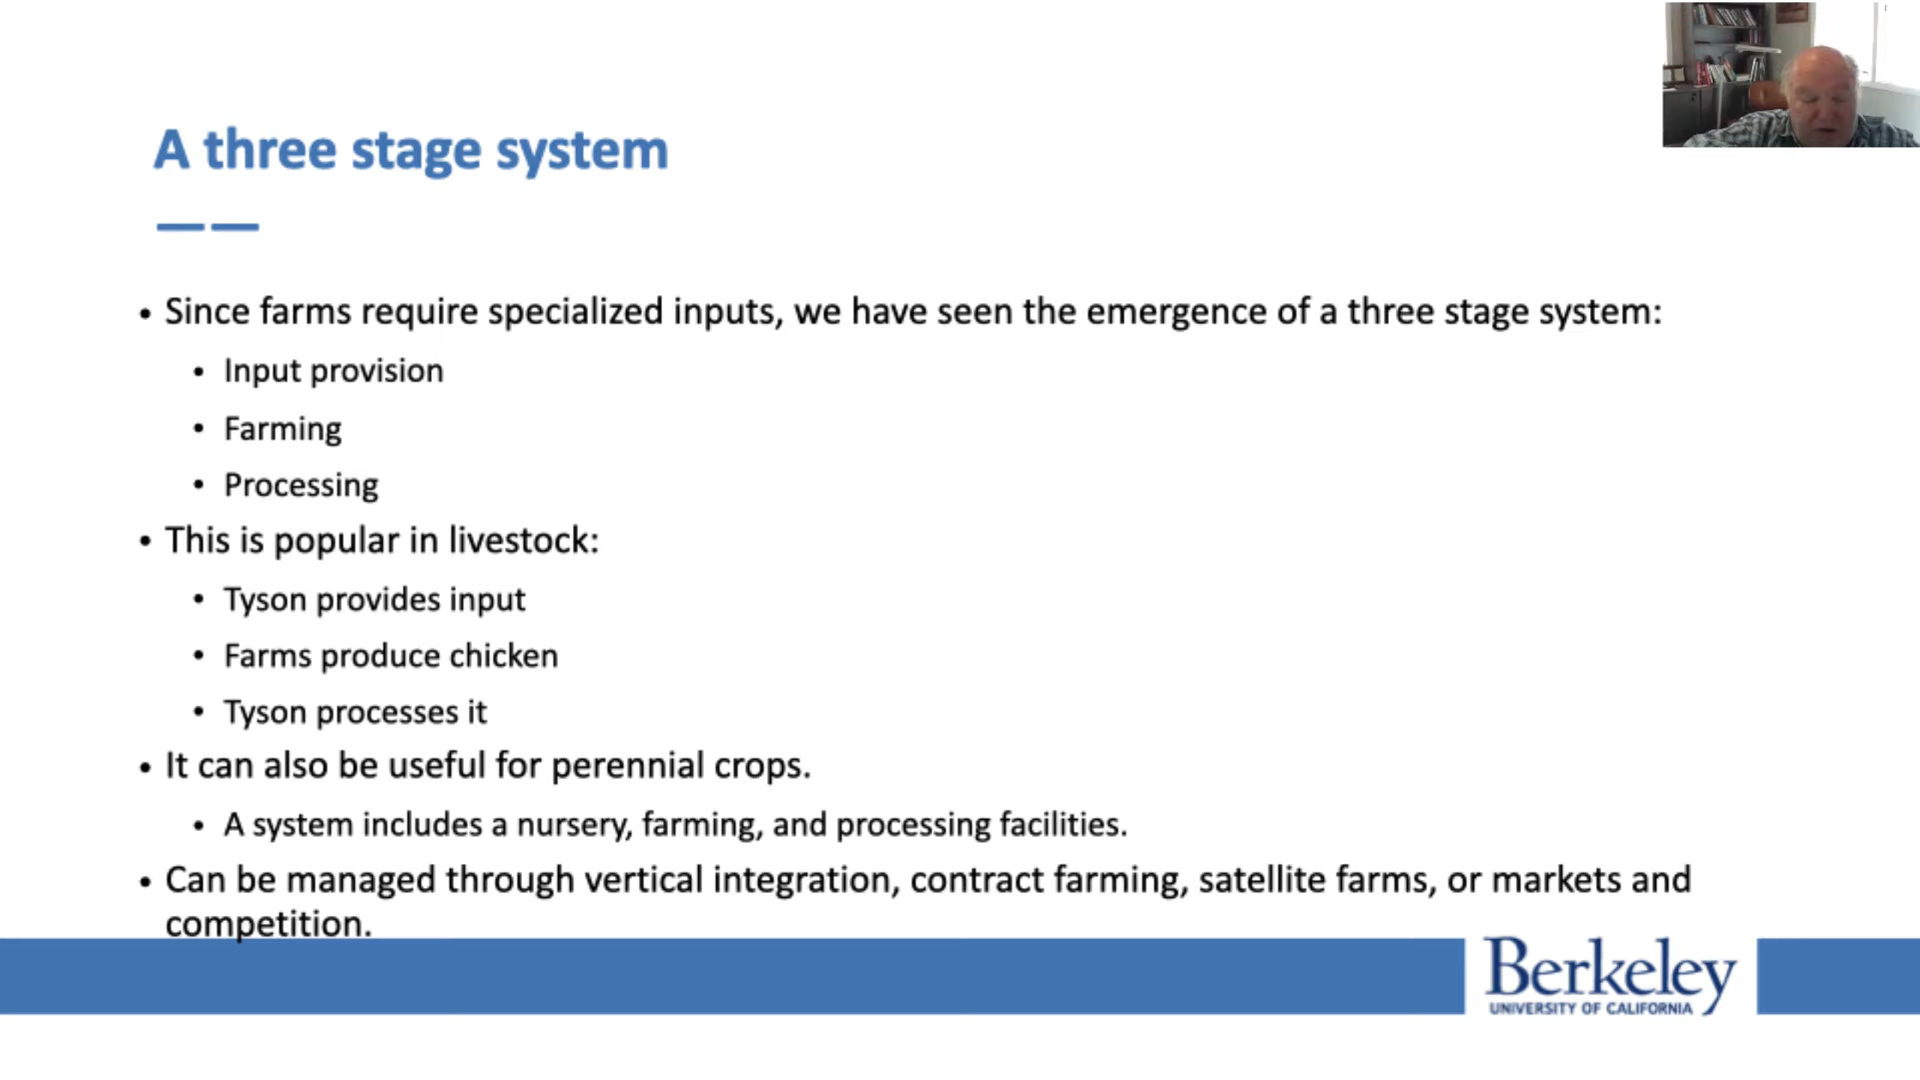 A three stage system
• Since farms require specialized inputs, we have seen the emergence of a three stage system:
• Input provision
• Farming
• Processing
• This is popular in livestock:
• Tyson provides input
• Farms produce chicken
• Tyson processes it
• It can also be useful for perennial crops.
• A system includes a nursery, farming, and processing facilities.
• Can be managed through vertical integration, contract farming, satellite farms, or markets and
competition.
Berkeley
UNIVERSITY OF CALIFORNIA